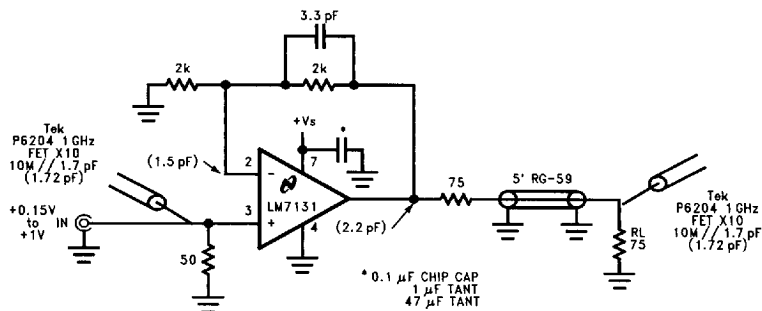 3.3 pF
2k
2k
+Vs
*
Tek
P6204 1 GHz
FET X10
10M // 1.7 pF
(1.72 pF)
(1.5 pF)
2
-
7
LM7131
+0.15V
to
+1V
IN
3
+
4
50
(2.2 pF)
75
5' RG-59
Tek
P6204 1 GHz
FET X10
10M // 1.7 pF
(1.72 pF)
RL
75
* 0.1 μF CHIP CAP
1 μF TANT
47 μF TANT